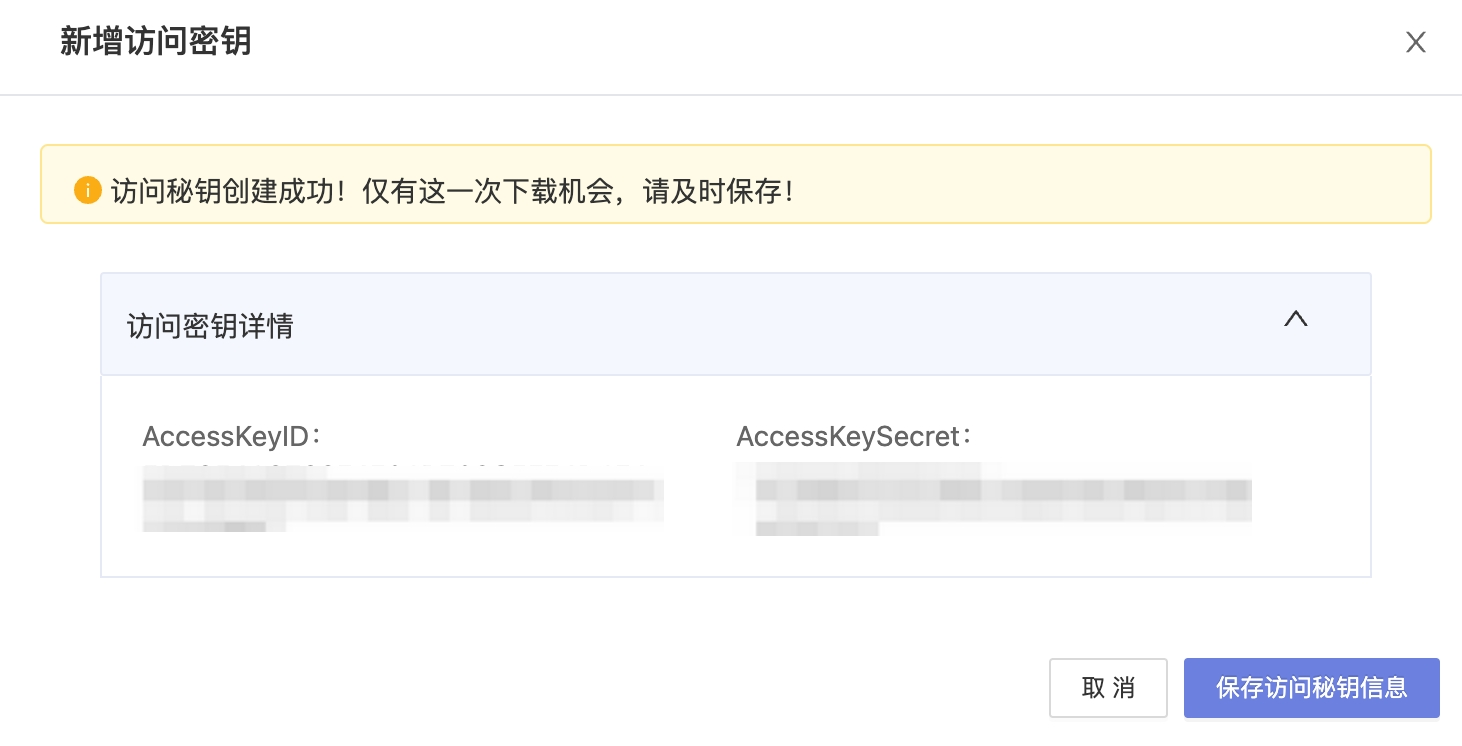 新增访问密钥
访问秘钥创建成功！仅有这一次下载机会，请及时保存！
访问密钥详情
AccessKeyID：
AccessKeySecret：
取 消
保存访问秘钥信息